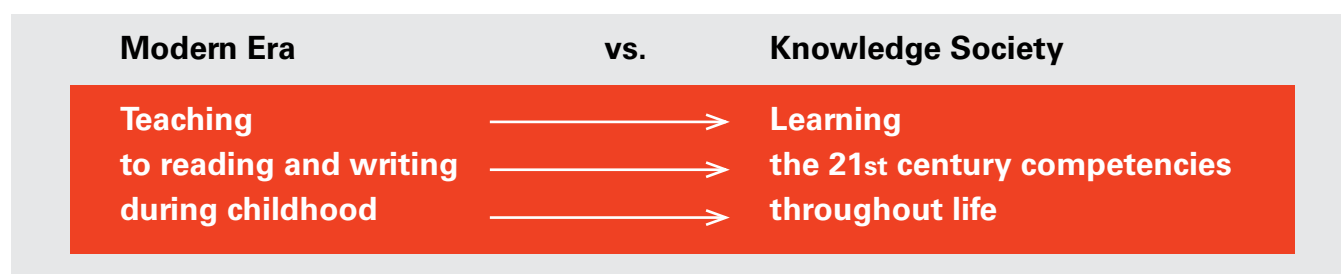 Modern Era vs. Knowledge Society
Teaching Learning
to reading and writing the 21st century competencies
during childhood throughout life